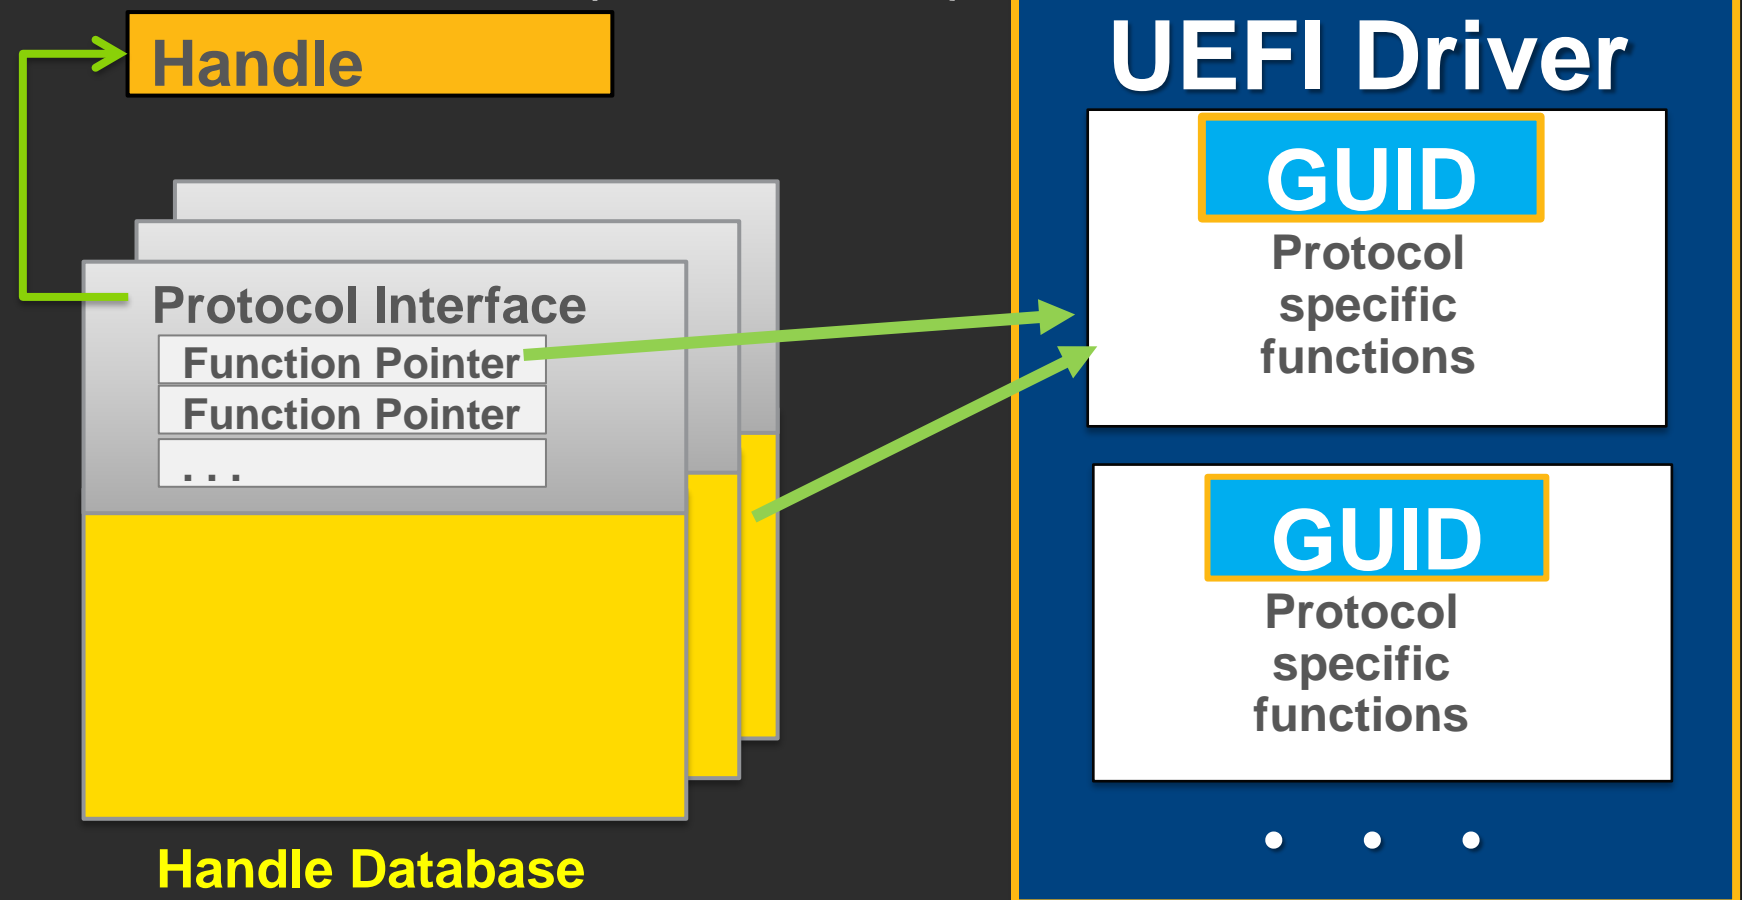 Handle
Protocol Interface
Function Pointer
Function Pointer
. . .
Handle Database
UEFI Driver
GUID
Protocol
specific
functions
GUID
Protocol
specific
functions
. . .